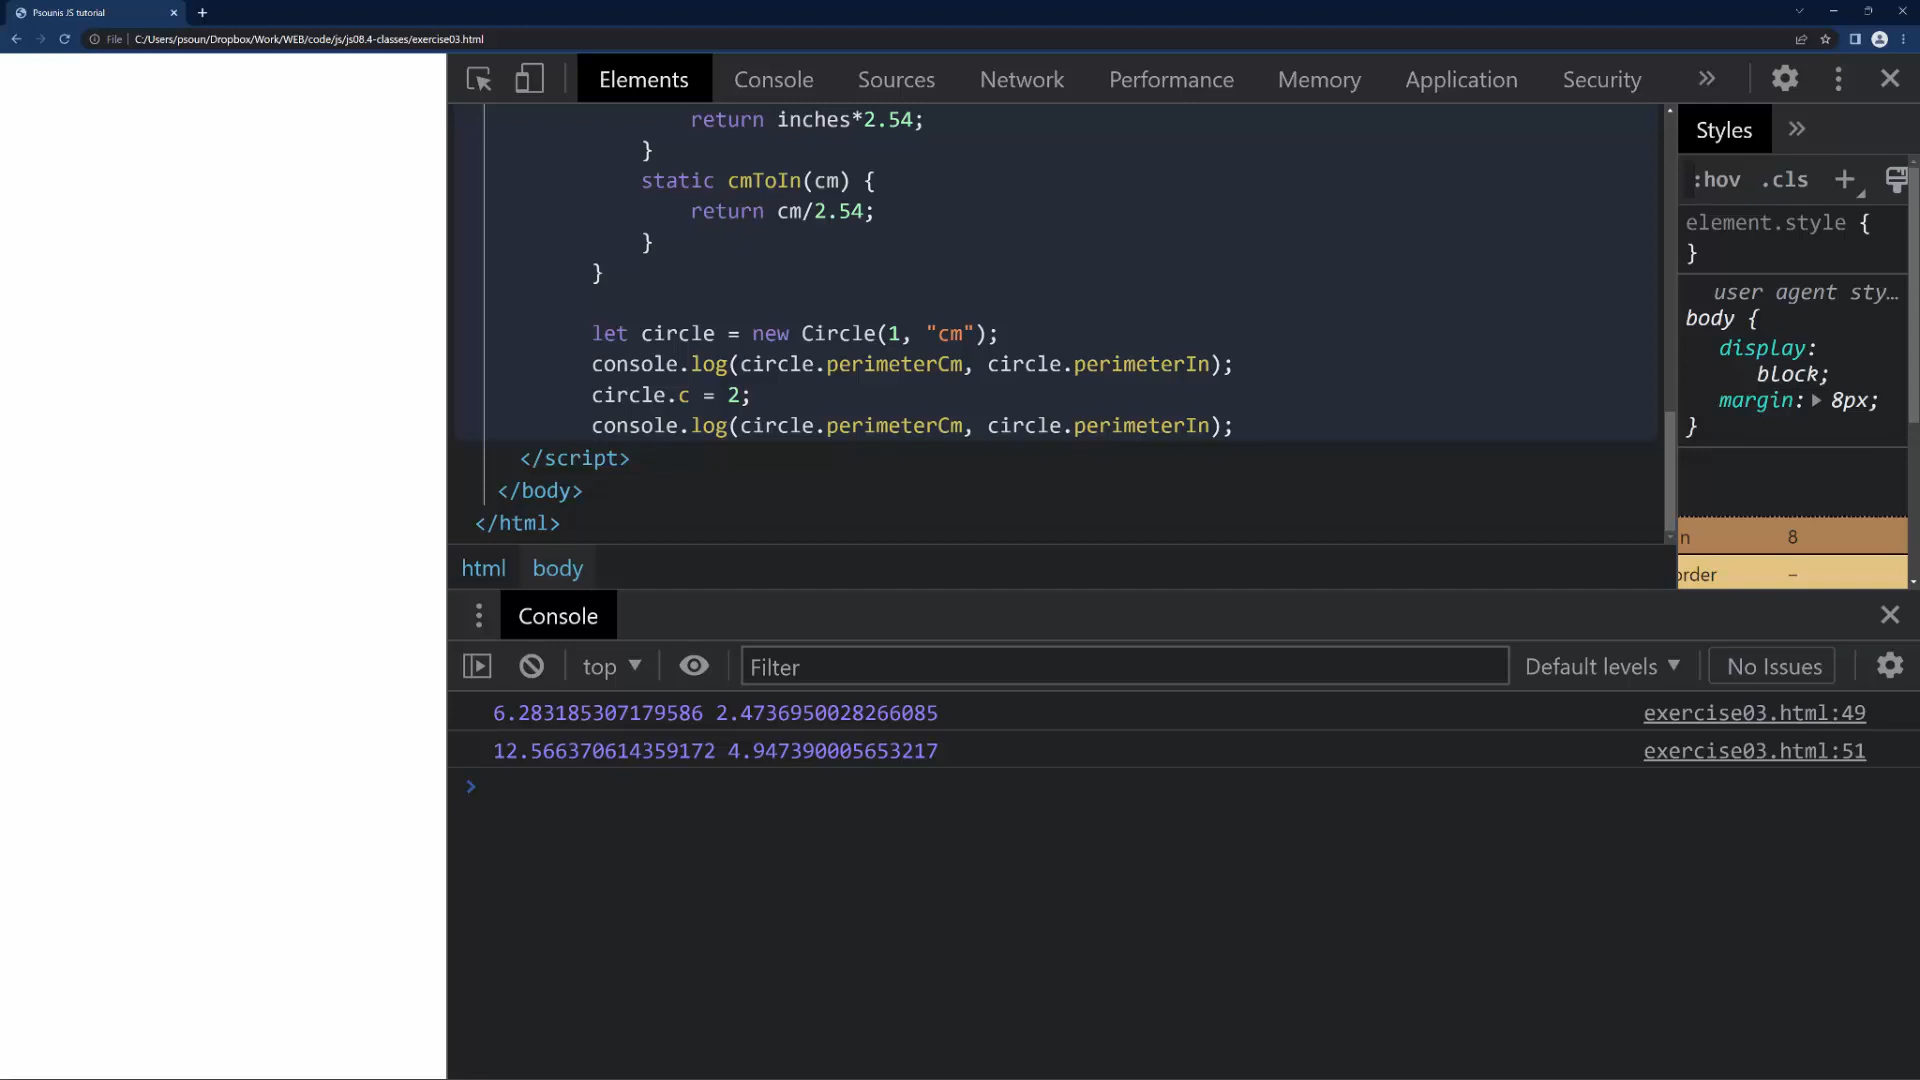 Psounis JS tutorial
File
C:/Users/psoun/Dropbox/Work/WEB/code/js/js08.4-classes/exercise03.html
Elements Console Sources Network Performance Memory Application Security
return inches*2.54;
}
static cmToIn(cm) {
return cm/2.54;
}
}
let circle = new Circle(1, "cm");
console.log(circle.perimeterCm, circle.perimeterIn);
circle.c = 2;
console.log(circle.perimeterCm, circle.perimeterIn);
</script>
</body>
</html>
html body
Styles
:hov .cls
element.style {
}
user agent sty…
body {
display:
block;
margin: 8px;
}
n 8
order –
Console
top Filter Default levels No Issues
6.283185307179586 2.4736950028266085 exercise03.html:49
12.566370614359172 4.947390005653217 exercise03.html:51